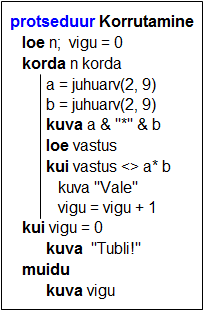 protseduur Korrutamine
loe n; vigu = 0
korda n korda
a = juhuarv(2, 9)
b = juhuarv(2, 9)
kuva a & "*" & b
loe vastus
kui vastus <> a* b
kuva "Vale"
vigu = vigu + 1
kui vigu = 0
kuva "Tubli!"
muidu
kuva vigu